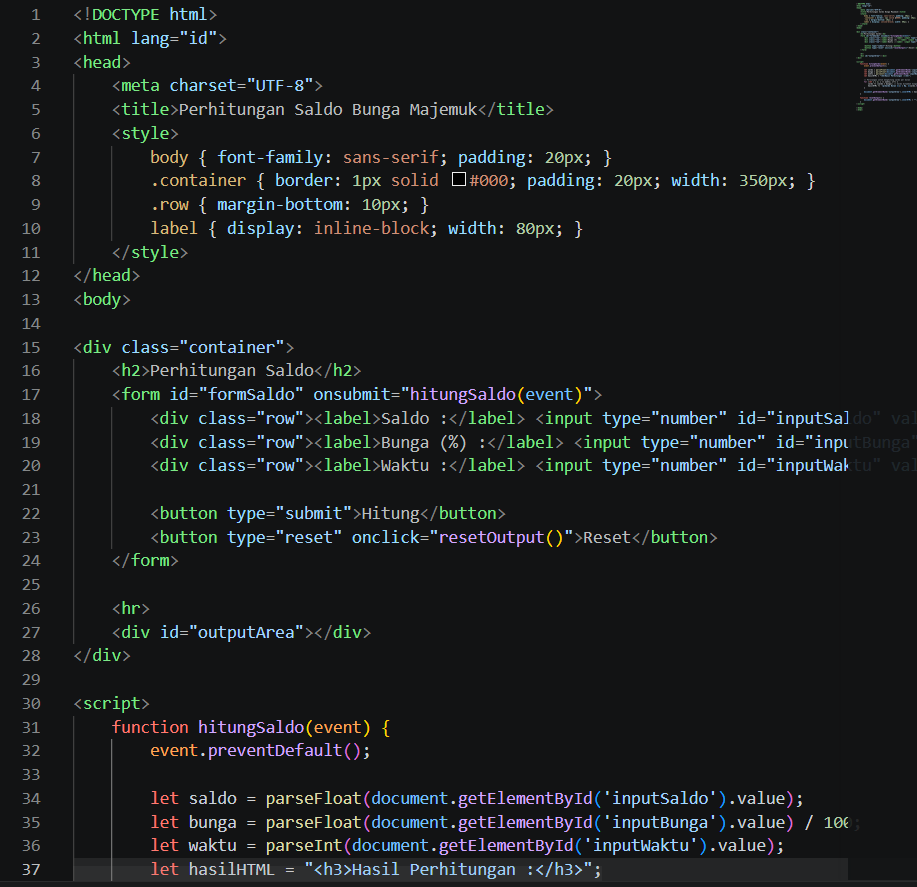 1 <!DOCTYPE html>
2 <html lang="id">
3 <head>
4     <meta charset="UTF-8">
5     <title>Perhitungan Saldo Bunga Majemuk</title>
6     <style>
7         body { font-family: sans-serif; padding: 20px; }
8         .container { border: 1px solid #000; padding: 20px; width: 350px; }
9         .row { margin-bottom: 10px; }
10         label { display: inline-block; width: 80px; }
11     </style>
12 </head>
13 <body>
14
15 <div class="container">
16     <h2>Perhitungan Saldo</h2>
17     <form id="formSaldo" onsubmit="hitungSaldo(event)">
18         <div class="row"><label>Saldo :</label> <input type="number" id="inputSaldo" val
19         <div class="row"><label>Bunga (%) :</label> <input type="number" id="inputBunga"
20         <div class="row"><label>Waktu :</label> <input type="number" id="inputWaktu" val
21
22         <button type="submit">Hitung</button>
23         <button type="reset" onclick="resetOutput()">Reset</button>
24     </form>
25
26     <hr>
27     <div id="outputArea"></div>
28 </div>
29
30 <script>
31     function hitungSaldo(event) {
32         event.preventDefault();
33
34         let saldo = parseFloat(document.getElementById('inputSaldo').value);
35         let bunga = parseFloat(document.getElementById('inputBunga').value) / 100;
36         let waktu = parseInt(document.getElementById('inputWaktu').value);
37         let hasilHTML = "<h3>Hasil Perhitungan :</h3>";